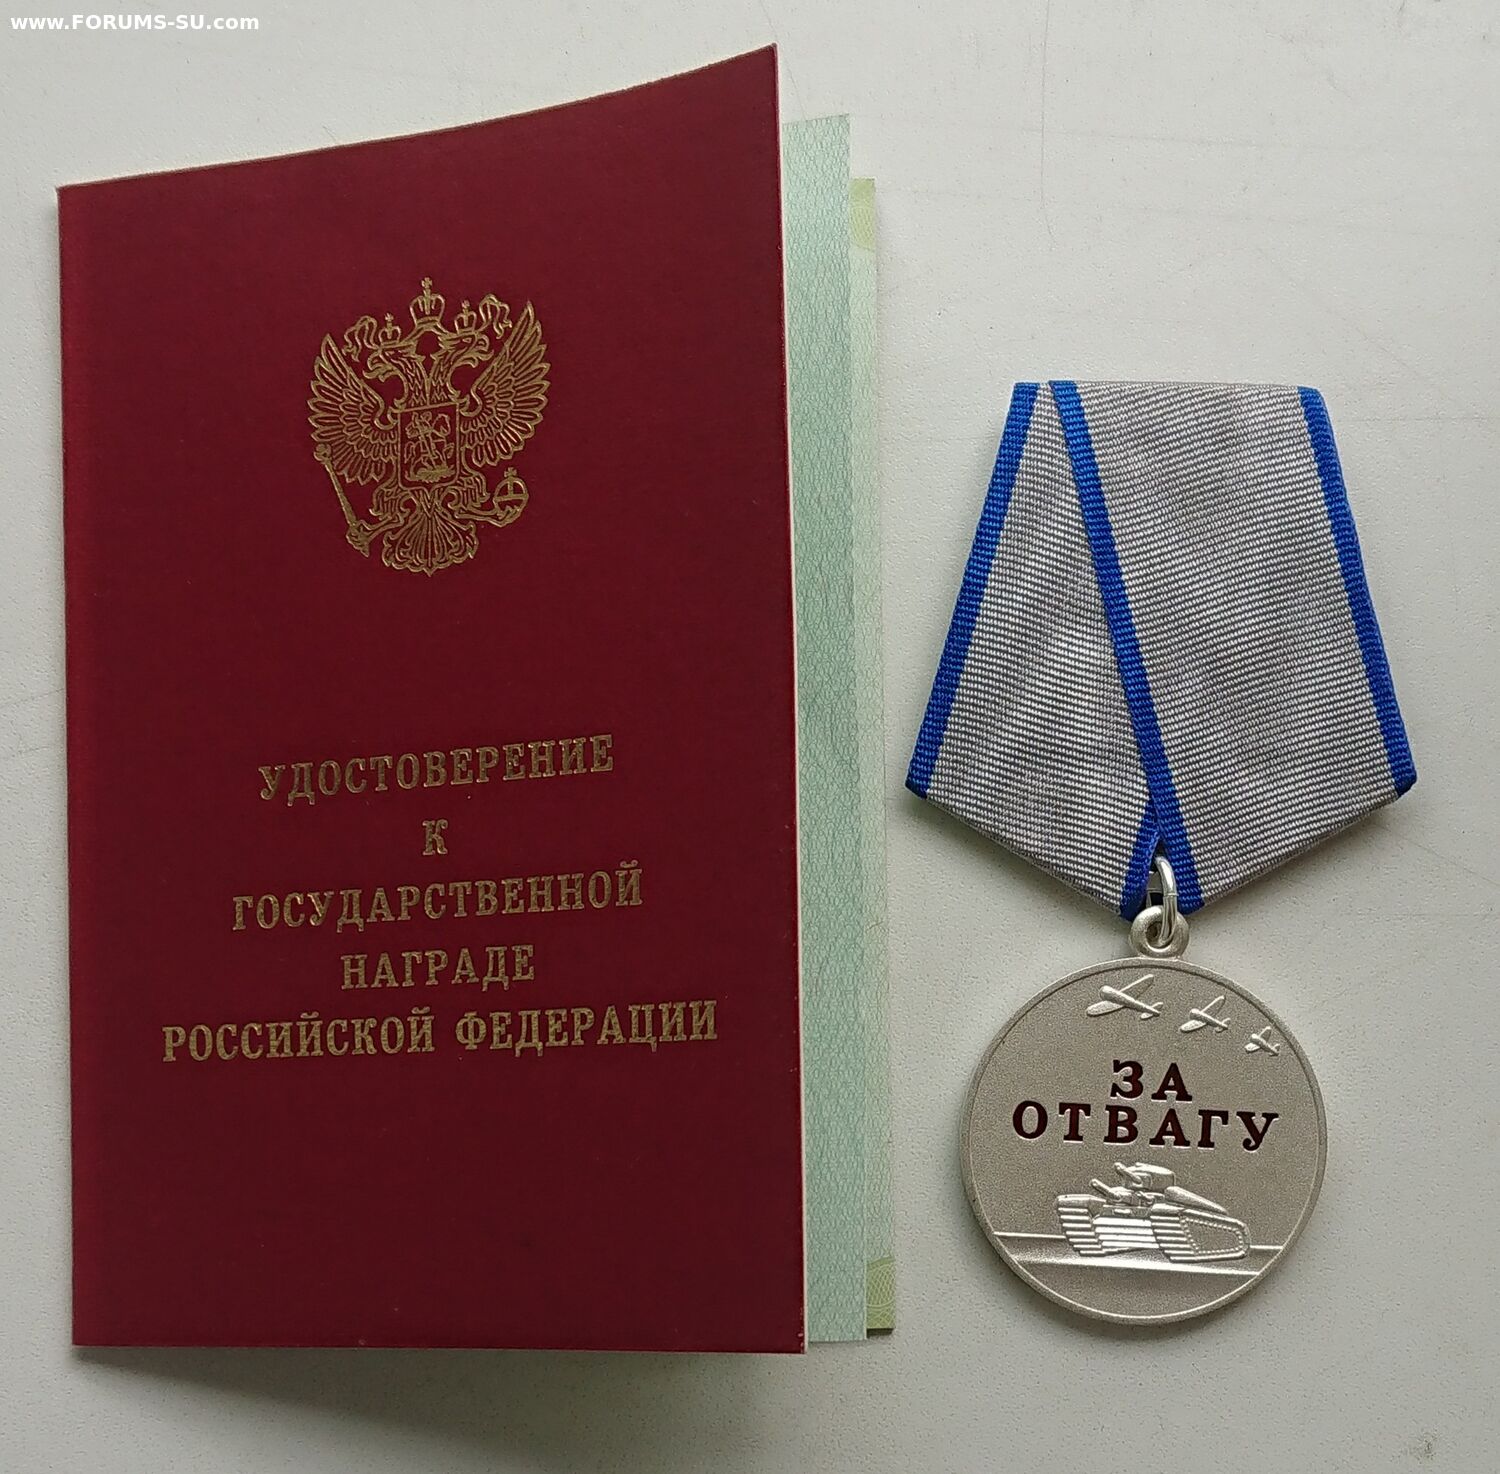 www.FORUMS-SU.com
УДОСТОВЕРЕНИЕ
К
ГОСУДАРСТВЕННОЙ
НАГРАДЕ
РОССИЙСКОЙ ФЕДЕРАЦИИ
ЗА
ОТВАГУ